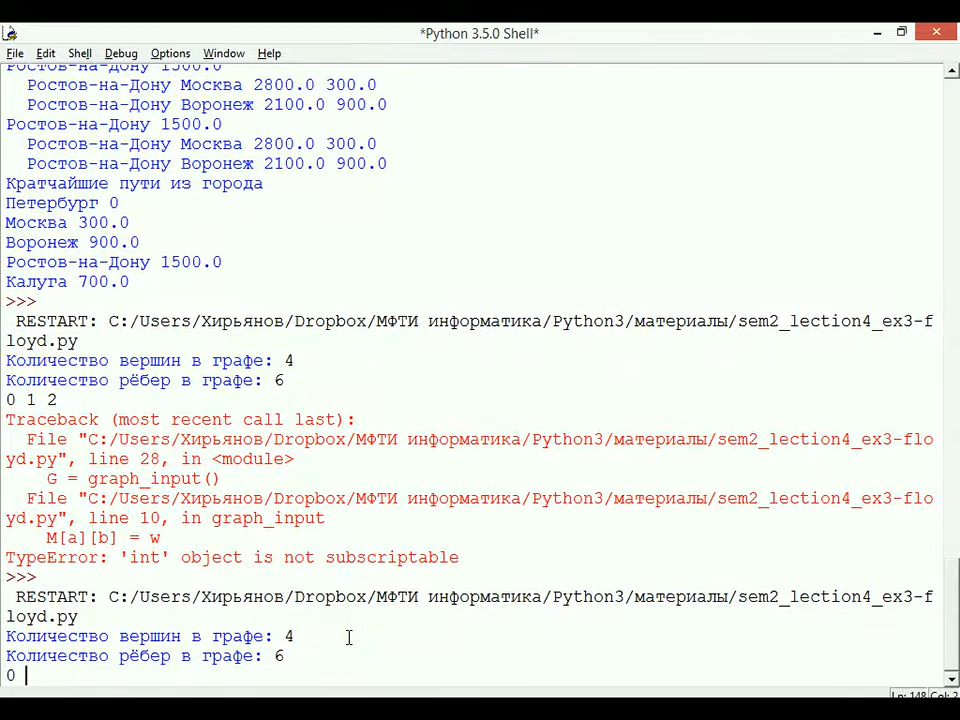 *Python 3.5.0 Shell*
File Edit Shell Debug Options Window Help
Ростов-на-Дону 1500.0
Ростов-на-Дону Москва 2800.0 300.0
Ростов-на-Дону Воронеж 2100.0 900.0
Ростов-на-Дону 1500.0
Ростов-на-Дону Москва 2800.0 300.0
Ростов-на-Дону Воронеж 2100.0 900.0
Кратчайшие пути из города
Петербург 0
Москва 300.0
Воронеж 900.0
Ростов-на-Дону 1500.0
Калуга 700.0
>>>
RESTART: C:/Users/Хирьянов/Dropbox/МФТИ информатика/Python3/материалы/sem2_lection4_ex3-f
loyd.py
Количество вершин в графе: 4
Количество рёбер в графе: 6
0 1 2
Traceback (most recent call last):
File "C:/Users/Хирьянов/Dropbox/МФТИ информатика/Python3/материалы/sem2_lection4_ex3-flo
yd.py", line 28, in <module>
G = graph_input()
File "C:/Users/Хирьянов/Dropbox/МФТИ информатика/Python3/материалы/sem2_lection4_ex3-flo
yd.py", line 10, in graph_input
M[a][b] = w
TypeError: 'int' object is not subscriptable
>>>
RESTART: C:/Users/Хирьянов/Dropbox/МФТИ информатика/Python3/материалы/sem2_lection4_ex3-f
loyd.py
Количество вершин в графе: 4
Количество рёбер в графе: 6
0
Ln: 148